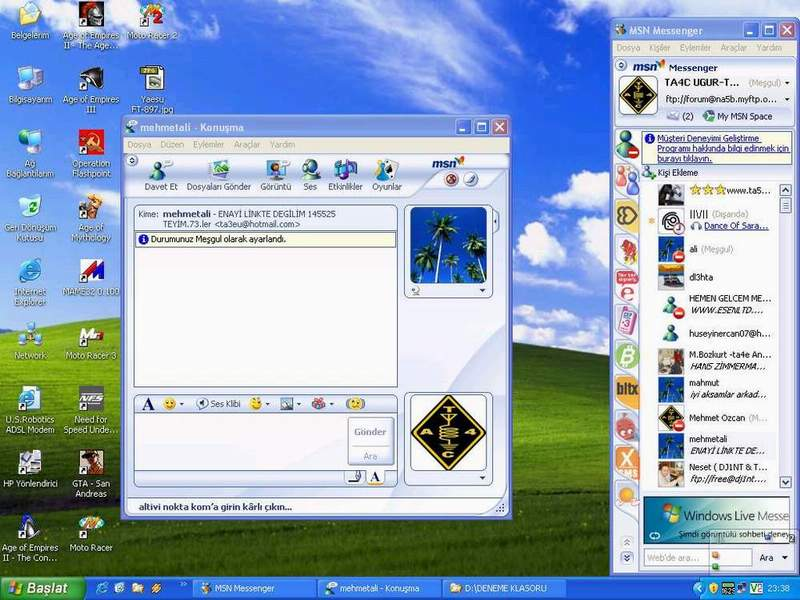 Belgelerim
Age of Empires
II - The Age...
Moto Racer 2
Bilgisayarım
Age of Empires
III
Yaesu
FT-897.jpg
Ağ
Bağlantılarım
Operation
Flashpoint
Geri Dönüşüm
Kutusu
Age of
Mythology
Internet
Explorer
MAME32 0.100
Network
Moto Racer 3
U.S.Robotics
ADSL Modem
Need for
Speed Unde...
HP Yönlendirici
GTA - San
Andreas
Age of Empires
II - The Con...
Moto Racer
mehmetali - Konuşma
Dosya Düzen Eylemler Araçlar Yardım
Davet Et Dosyaları Gönder Görüntü Ses Etkinlikler Oyunlar
msn
Kime: mehmetali - ENAYİ LİNKTE DEGİLİM 145525
TEYİM.73.ler <ta3eu@hotmail.com>
Durumunuz Meşgul olarak ayarlandı.
Ses Klibi
Gönder
Ara
TA4C
altivi nokta kom'a girin kârlı çıkın...
MSN Messenger
Dosya Kişiler Eylemler Araçlar Yardım
msn Messenger
TA4C UGUR-T... (Meşgul)
ftp://forum@na5b.myftp.o...
(2) My MSN Space
Müşteri Deneyimi Geliştirme
Programı hakkında bilgi edinmek için
burayı tıklayın.
Kişi Ekleme
www.ta5...
|\/| (Dışarıda)
Dance Of Sara...
ali (Meşgul)
dl3hta
HEMEN GELCEM ME...
WWW.ESENLTD...
huseyinercan07@h...
M.Bozkurt -ta4e An...
HANS ZİMMERMA...
mahmut
iyi aksamlar arkad...
Mehmet Ozcan (M...
mehmetali
ENAYİ LİNKTE DE...
Neset ( DJ1NT & T...
ftp://free@dj1nt...
bltx
Windows Live Messe
Şimdi görüntülü sohbeti deney
Web'de ara...
Ara
Başlat
MSN Messenger
mehmetali - Konuşma
D:\DENEME KLASORU
23:38